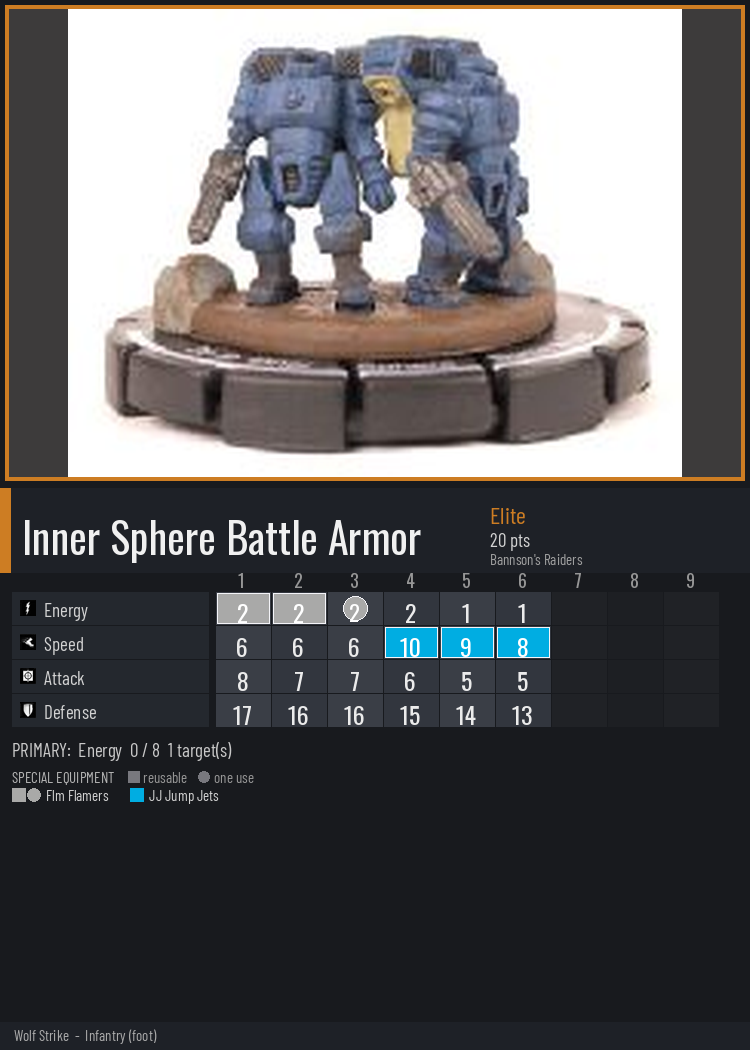 Inner Sphere Battle Armor
Elite
20 pts
Bannson's Raiders
1 2 3 4 5 6 7 8 9
Energy 2 2 2 2 1 1
Speed 6 6 6 10 9 8
Attack 8 7 7 6 5 5
Defense 17 16 16 15 14 13
PRIMARY: Energy 0 / 8 1 target(s)
SPECIAL EQUIPMENT reusable one use
Flm Flamers JJ Jump Jets
Wolf Strike - Infantry (foot)